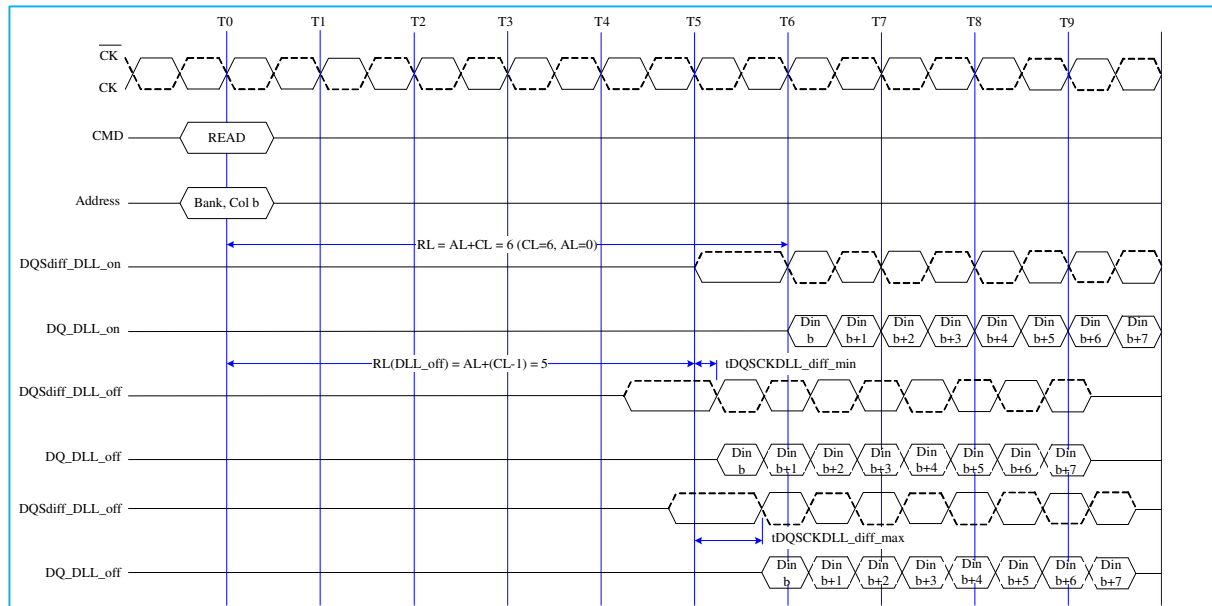 T0 T1 T2 T3 T4 T5 T6 T7 T8 T9
CK
CK
CMD READ
Address Bank, Col b
RL = AL+CL = 6 (CL=6, AL=0)
DQSdiff_DLL_on
Din Din Din Din Din Din Din Din
DQ_DLL_on
b b+1 b+2 b+3 b+4 b+5 b+6 b+7
RL(DLL_off) = AL+(CL-1) = 5 tDQSCKDLL_diff_min
DQSdiff_DLL_off
Din Din Din Din Din Din Din Din
DQ_DLL_off
b b+1 b+2 b+3 b+4 b+5 b+6 b+7
DQSdiff_DLL_off
tDQSCKDLL_diff_max
Din Din Din Din Din Din Din Din
DQ_DLL_off
b b+1 b+2 b+3 b+4 b+5 b+6 b+7